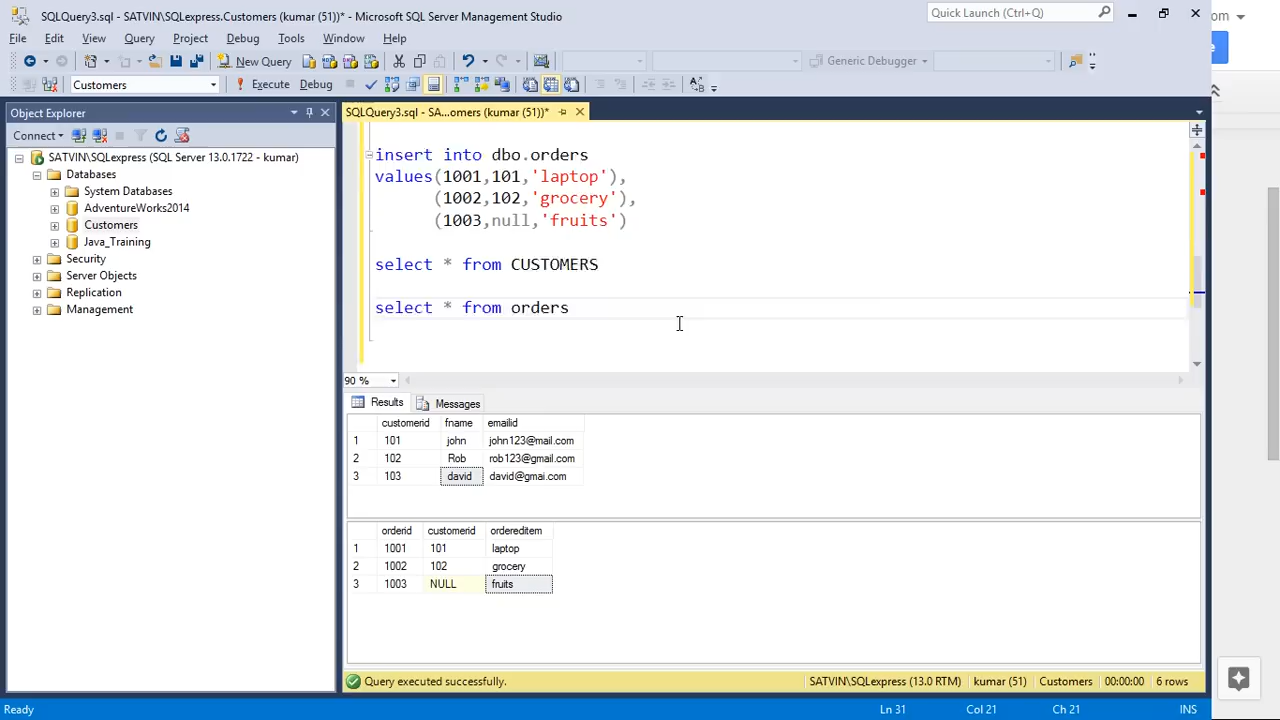 SQLQuery3.sql - SATVIN\SQLexpress.Customers (kumar (51))* - Microsoft SQL Server Management Studio
Quick Launch (Ctrl+Q)
om
File Edit View Query Project Debug Tools Window Help
New Query
Generic Debugger
Customers
Execute Debug
e
Object Explorer
Connect
SATVIN\SQLexpress (SQL Server 13.0.1722 - kumar)
Databases
System Databases
AdventureWorks2014
Customers
Java_Training
Security
Server Objects
Replication
Management
SQLQuery3.sql - SA...omers (kumar (51))*
insert into dbo.orders
values(1001,101,'laptop'),
(1002,102,'grocery'),
(1003,null,'fruits')
select * from CUSTOMERS
select * from orders
90 %
Results Messages
customerid fname emailid
1 101 john john123@mail.com
2 102 Rob rob123@gmail.com
3 103 david david@gmai.com
orderid customerid ordereditem
1 1001 101 laptop
2 1002 102 grocery
3 1003 NULL fruits
Query executed successfully. SATVIN\SQLexpress (13.0 RTM) kumar (51) Customers 00:00:00 6 rows
Ready Ln 31 Col 21 Ch 21 INS